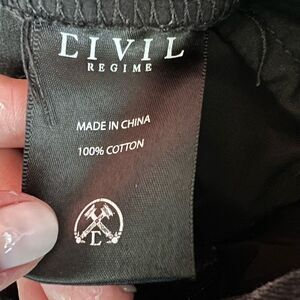 CIVIL
REGIME
MADE IN CHINA
100% COTTON
C